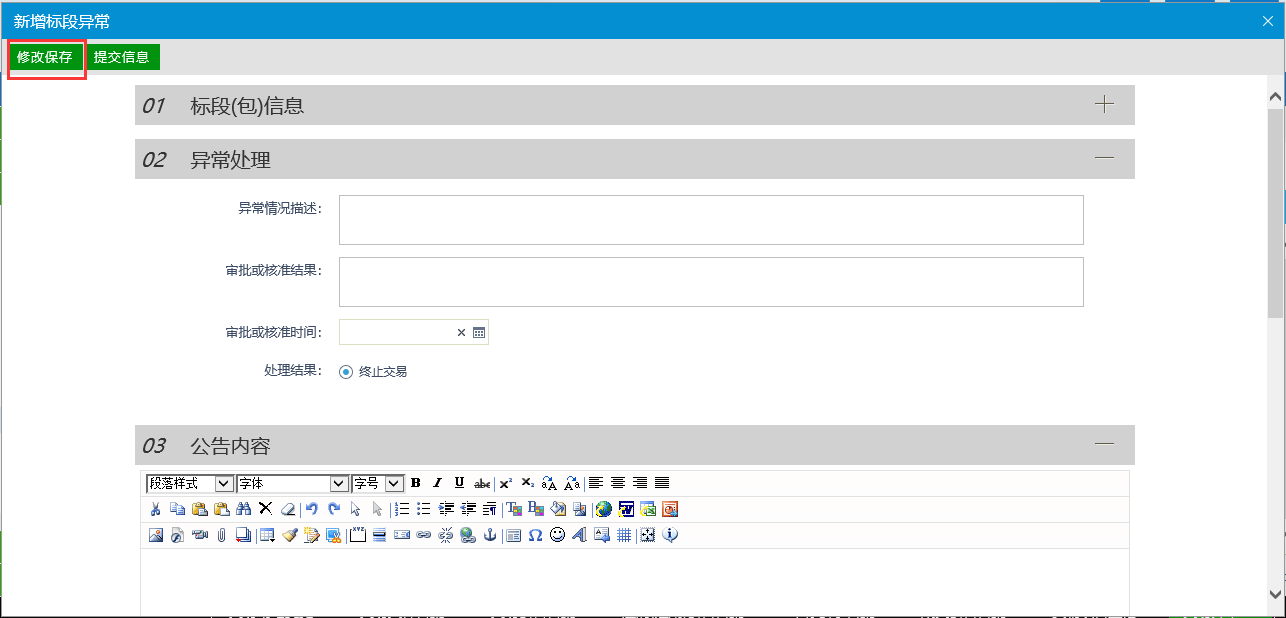 新增标段异常
修改保存 提交信息
01 标段(包)信息
02 异常处理
异常情况描述:
审批或核准结果:
审批或核准时间:
处理结果: 终止交易
03 公告内容
段落样式 字体 字号 B I U abc